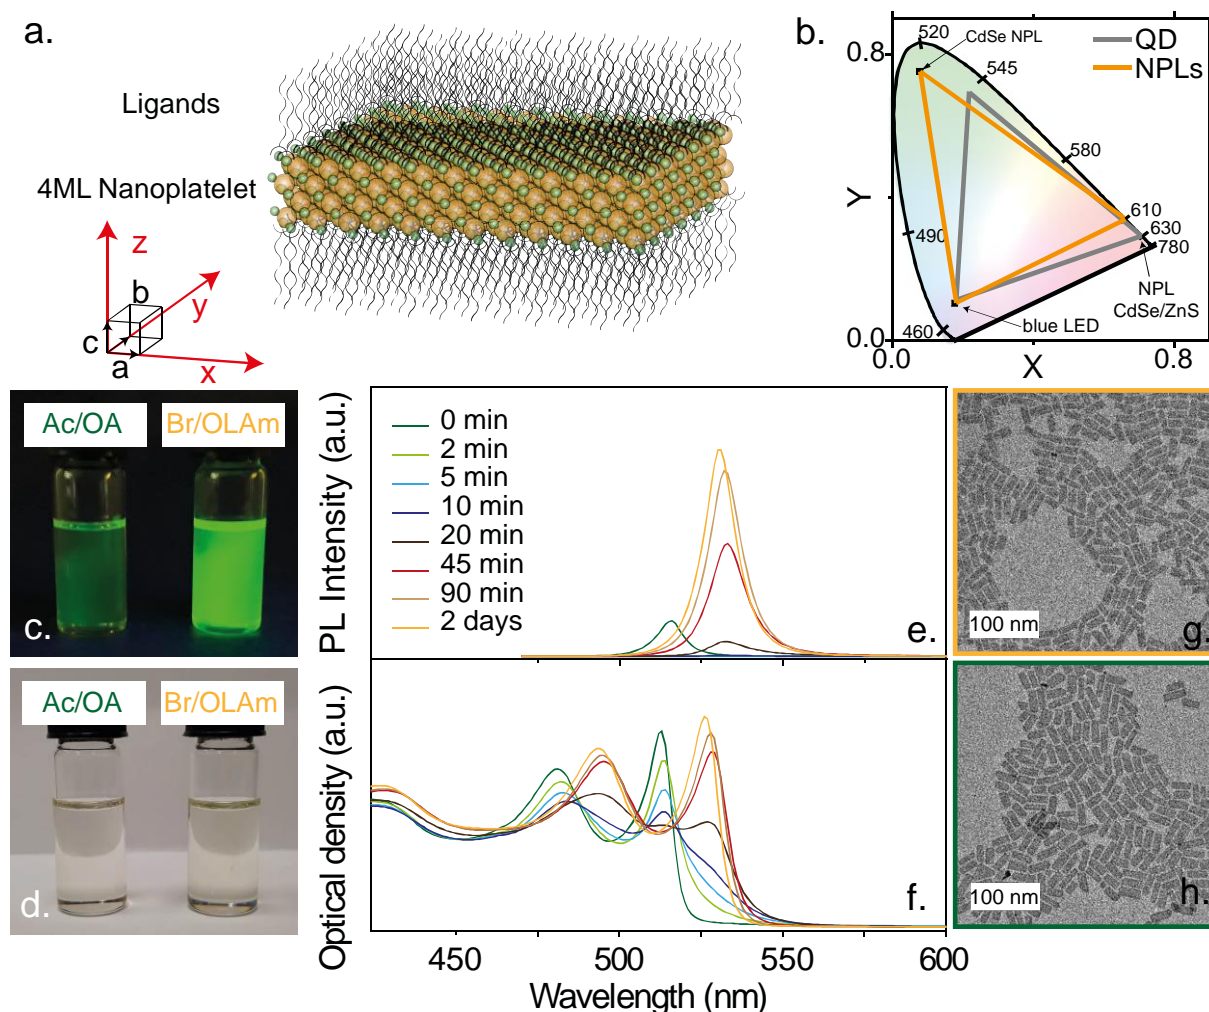 a.
Ligands
4ML Nanoplatelet
z
y
x
b
c
a
b.
0.8
0.0
Y
0.0
0.8
X
520
CdSe NPL
545
580
610
630
780
490
460
QD
NPLs
NPL
CdSe/ZnS
blue LED
Ac/OA
Br/OLAm
c.
Ac/OA
Br/OLAm
d.
PL Intensity (a.u.)
0 min
2 min
5 min
10 min
20 min
45 min
90 min
2 days
e.
Optical density (a.u.)
f.
450
500
550
600
Wavelength (nm)
100 nm
g.
100 nm
h.